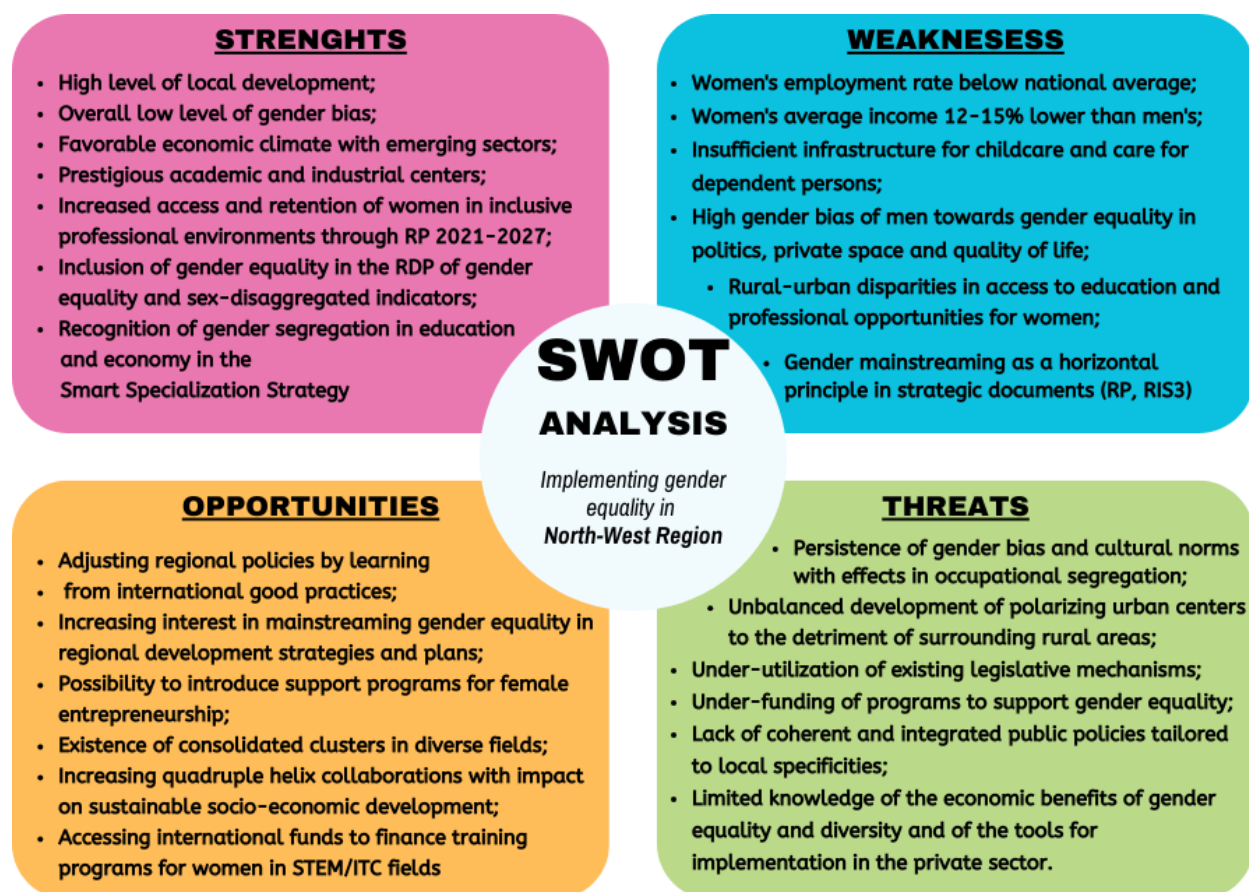 STRENGHTS
• High level of local development;
• Overall low level of gender bias;
• Favorable economic climate with emerging sectors;
• Prestigious academic and industrial centers;
• Increased access and retention of women in inclusive
professional environments through RP 2021-2027;
• Inclusion of gender equality in the RDP of gender
equality and sex-disaggregated indicators;
• Recognition of gender segregation in education
and economy in the
Smart Specialization Strategy
WEAKNESESS
• Women's employment rate below national average;
• Women's average income 12-15% lower than men's;
• Insufficient infrastructure for childcare and care for
dependent persons;
• High gender bias of men towards gender equality in
politics, private space and quality of life;
• Rural-urban disparities in access to education and
professional opportunities for women;
• Gender mainstreaming as a horizontal
principle in strategic documents (RP, RIS3)
SWOT
ANALYSIS
Implementing gender
equality in
North-West Region
OPPORTUNITIES
• Adjusting regional policies by learning
• from international good practices;
• Increasing interest in mainstreaming gender equality in
regional development strategies and plans;
• Possibility to introduce support programs for female
entrepreneurship;
• Existence of consolidated clusters in diverse fields;
• Increasing quadruple helix collaborations with impact
on sustainable socio-economic development;
• Accessing international funds to finance training
programs for women in STEM/ITC fields
THREATS
• Persistence of gender bias and cultural norms
with effects in occupational segregation;
• Unbalanced development of polarizing urban centers
to the detriment of surrounding rural areas;
• Under-utilization of existing legislative mechanisms;
• Under-funding of programs to support gender equality;
• Lack of coherent and integrated public policies tailored
to local specificities;
• Limited knowledge of the economic benefits of gender
equality and diversity and of the tools for
implementation in the private sector.